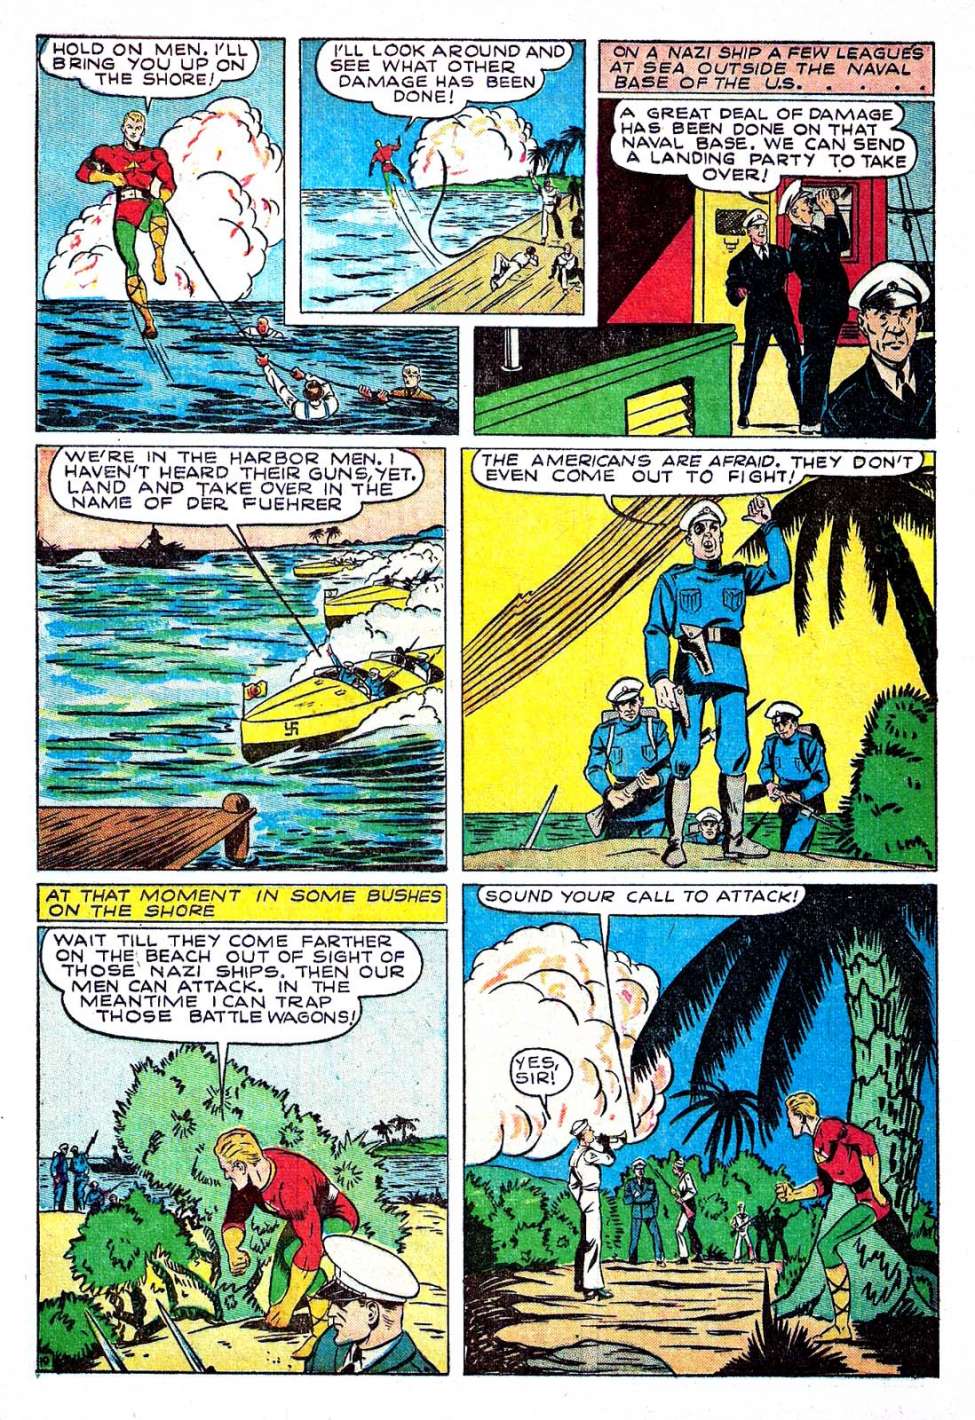 HOLD ON MEN. I'LL
BRING YOU UP ON
THE SHORE!
I'LL LOOK AROUND AND
SEE WHAT OTHER
DAMAGE HAS BEEN
DONE!
ON A NAZI SHIP A FEW LEAGUES
AT SEA OUTSIDE THE NAVAL
BASE OF THE U.S. . . . . .
A GREAT DEAL OF DAMAGE
HAS BEEN DONE ON THAT
NAVAL BASE. WE CAN SEND
A LANDING PARTY TO TAKE
OVER!
WE'RE IN THE HARBOR MEN. I
HAVEN'T HEARD THEIR GUNS, YET.
LAND AND TAKE OVER IN THE
NAME OF DER FUEHRER
THE AMERICANS ARE AFRAID. THEY DON'T
EVEN COME OUT TO FIGHT!
AT THAT MOMENT IN SOME BUSHES
ON THE SHORE
WAIT TILL THEY COME FARTHER
ON THE BEACH OUT OF SIGHT OF
THOSE NAZI SHIPS. THEN OUR
MEN CAN ATTACK. IN THE
MEANTIME I CAN TRAP
THOSE BATTLE WAGONS!
SOUND YOUR CALL TO ATTACK!
YES,
SIR!
10